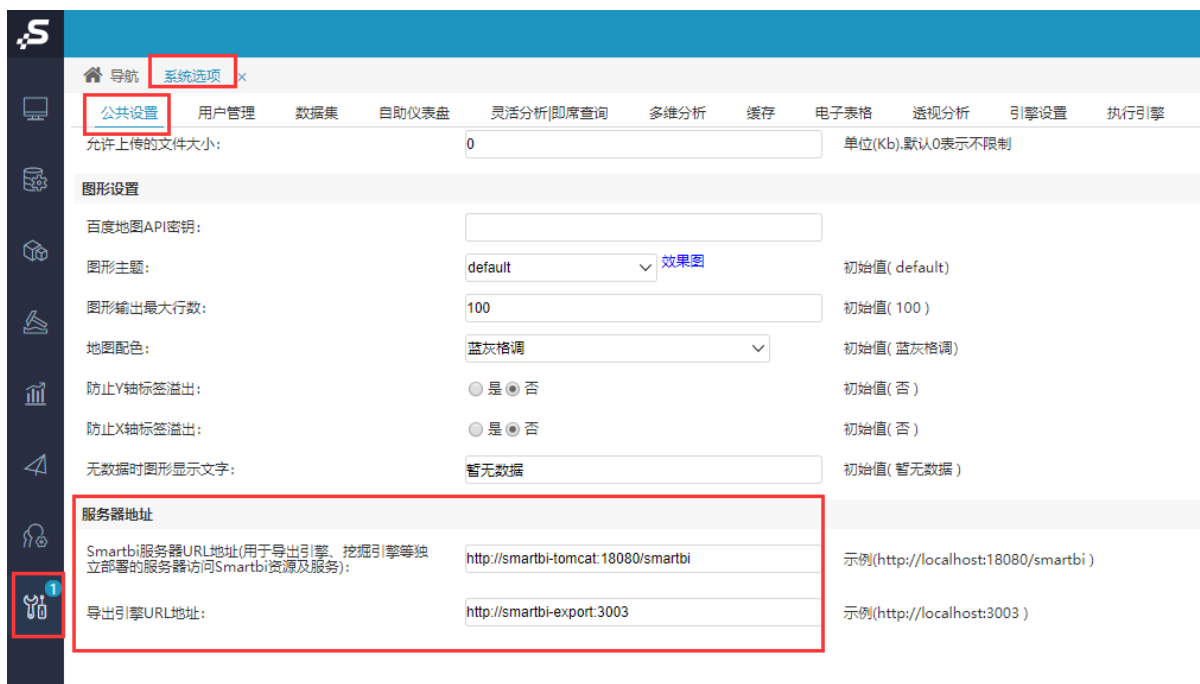 S
导航 系统选项 ×
公共设置 用户管理 数据集 自助仪表盘 灵活分析|即席查询 多维分析 缓存 电子表格 透视分析 引擎设置 执行引擎
允许上传的文件大小: 0 单位(Kb).默认0表示不限制
图形设置
百度地图API密钥:
图形主题: default 效果图 初始值( default)
图形输出最大行数: 100 初始值( 100 )
地图配色: 蓝灰格调 初始值( 蓝灰格调)
防止Y轴标签溢出: 是 否 初始值( 否 )
防止X轴标签溢出: 是 否 初始值( 否 )
无数据时图形显示文字: 暂无数据 初始值( 暂无数据 )
服务器地址
Smartbi服务器URL地址(用于导出引擎、挖掘引擎等独
立部署的服务器访问Smartbi资源及服务): http://smartbi-tomcat:18080/smartbi 示例(http://localhost:18080/smartbi )
1
导出引擎URL地址: http://smartbi-export:3003 示例(http://localhost:3003 )